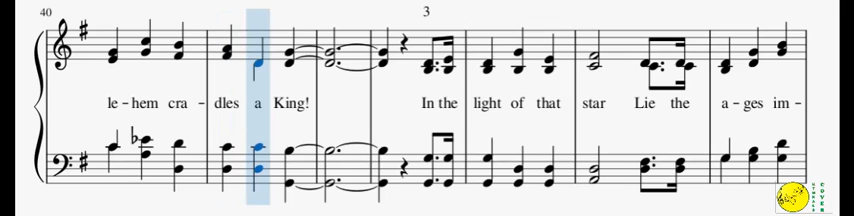 40
3
le - hem cra - dles a King! In the light of that star Lie the a - ges im -